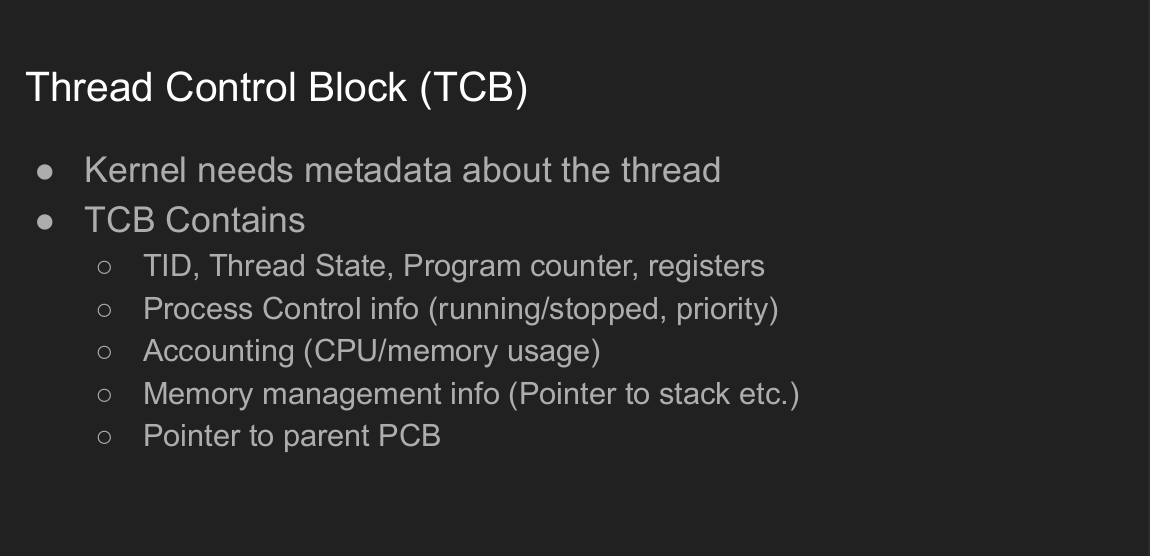 Thread Control Block (TCB)
● Kernel needs metadata about the thread
● TCB Contains
○ TID, Thread State, Program counter, registers
○ Process Control info (running/stopped, priority)
○ Accounting (CPU/memory usage)
○ Memory management info (Pointer to stack etc.)
○ Pointer to parent PCB